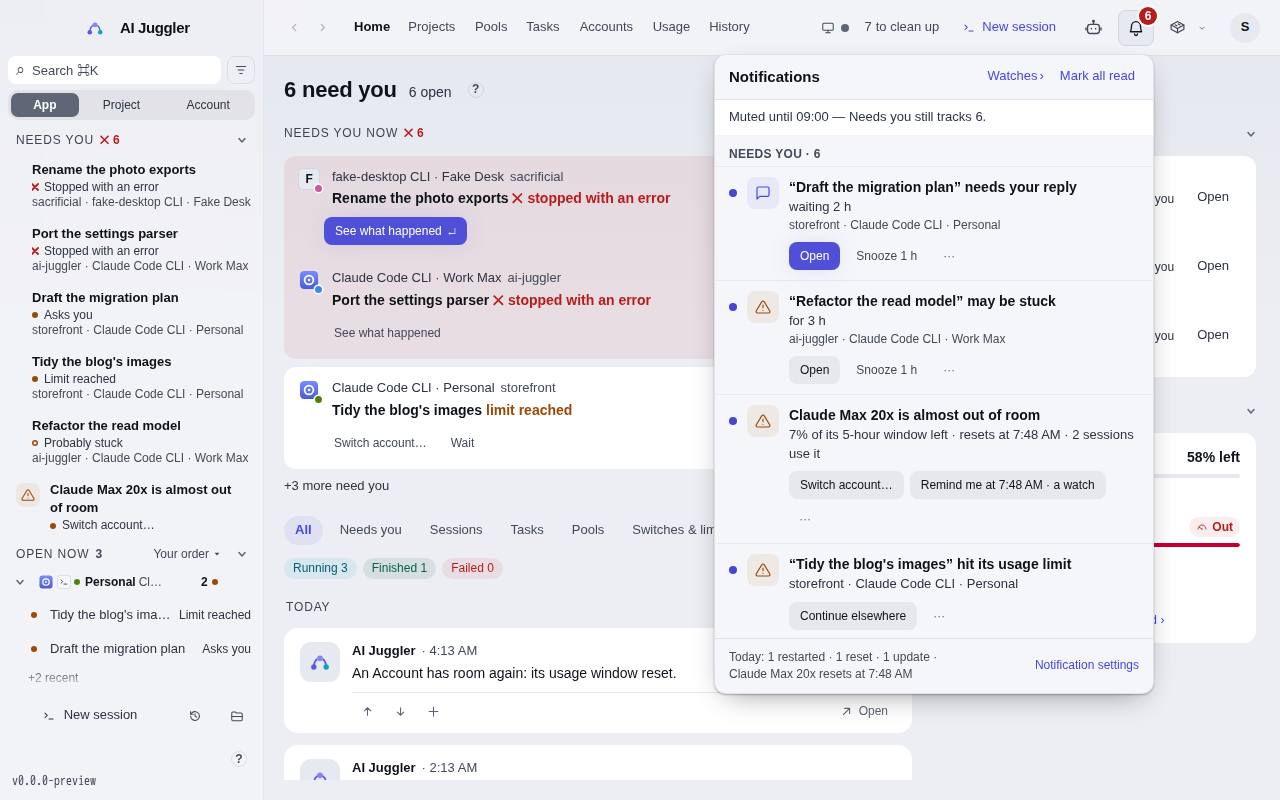 AI Juggler
Search ⌘K
App
Project
Account
NEEDS YOU 6
Rename the photo exports
Stopped with an error
sacrificial · fake-desktop CLI · Fake Desk
Port the settings parser
Stopped with an error
ai-juggler · Claude Code CLI · Work Max
Draft the migration plan
Asks you
storefront · Claude Code CLI · Personal
Tidy the blog's images
Limit reached
storefront · Claude Code CLI · Personal
Refactor the read model
Probably stuck
ai-juggler · Claude Code CLI · Work Max
Claude Max 20x is almost out
of room
Switch account…
OPEN NOW 3
Your order
Personal Cl…
2
Tidy the blog's ima…
Limit reached
Draft the migration plan
Asks you
+2 recent
New session
?
v0.0.0-preview
Home
Projects
Pools
Tasks
Accounts
Usage
History
7 to clean up
New session
6
S
6 need you
6 open
?
NEEDS YOU NOW 6
F
fake-desktop CLI · Fake Desk sacrificial
Rename the photo exports stopped with an error
See what happened
Claude Code CLI · Work Max ai-juggler
Port the settings parser stopped with an error
See what happened
Claude Code CLI · Personal storefront
Tidy the blog's images limit reached
Switch account…
Wait
+3 more need you
All
Needs you
Sessions
Tasks
Pools
Switches & lim
Running 3
Finished 1
Failed 0
TODAY
AI Juggler · 4:13 AM
An Account has room again: its usage window reset.
Open
AI Juggler · 2:13 AM
Notifications
Watches ›
Mark all read
Muted until 09:00 — Needs you still tracks 6.
NEEDS YOU · 6
“Draft the migration plan” needs your reply
waiting 2 h
storefront · Claude Code CLI · Personal
Open
Snooze 1 h
···
“Refactor the read model” may be stuck
for 3 h
ai-juggler · Claude Code CLI · Work Max
Open
Snooze 1 h
···
Claude Max 20x is almost out of room
7% of its 5-hour window left · resets at 7:48 AM · 2 sessions
use it
Switch account…
Remind me at 7:48 AM · a watch
···
“Tidy the blog's images” hit its usage limit
storefront · Claude Code CLI · Personal
Continue elsewhere
···
Today: 1 restarted · 1 reset · 1 update ·
Claude Max 20x resets at 7:48 AM
Notification settings
you
Open
you
Open
you
Open
58% left
Out
d ›